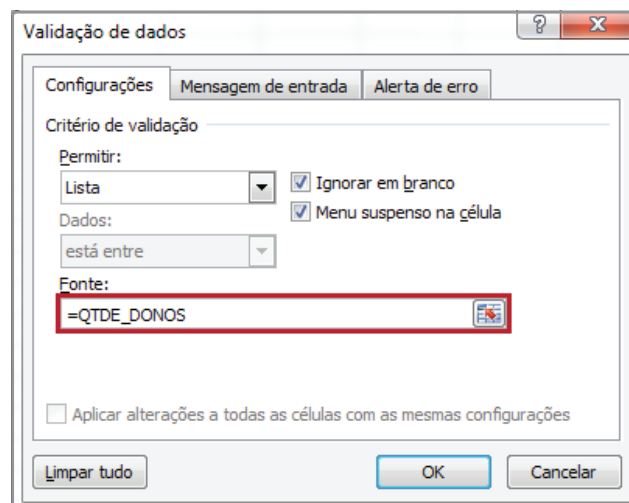 Validação de dados
Configurações Mensagem de entrada Alerta de erro
Critério de validação
Permitir:
Lista
Ignorar em branco
Menu suspenso na célula
Dados:
está entre
Fonte:
=QTDE_DONOS
Aplicar alterações a todas as células com as mesmas configurações
Limpar tudo OK Cancelar